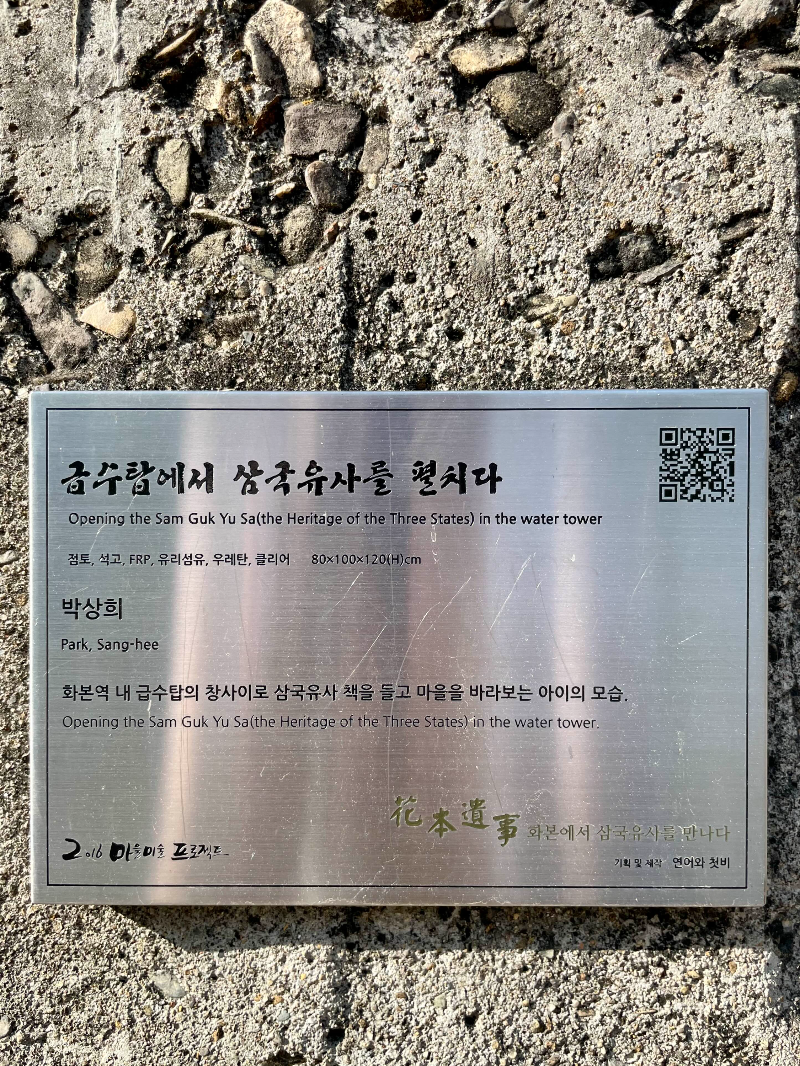 급수탑에서 삼국유사를 펼치다
Opening the Sam Guk Yu Sa(the Heritage of the Three States) in the water tower
점토, 석고, FRP, 유리섬유, 우레탄, 클리어 80×100×120(H)cm
박상희
Park, Sang-hee
화본역 내 급수탑의 창사이로 삼국유사 책을 들고 마을을 바라보는 아이의 모습.
Opening the Sam Guk Yu Sa(the Heritage of the Three States) in the water tower.
花本遺事 화본에서 삼국유사를 만나다
2016 마을미술 프로젝트
기획 및 제작 연어와 첫비